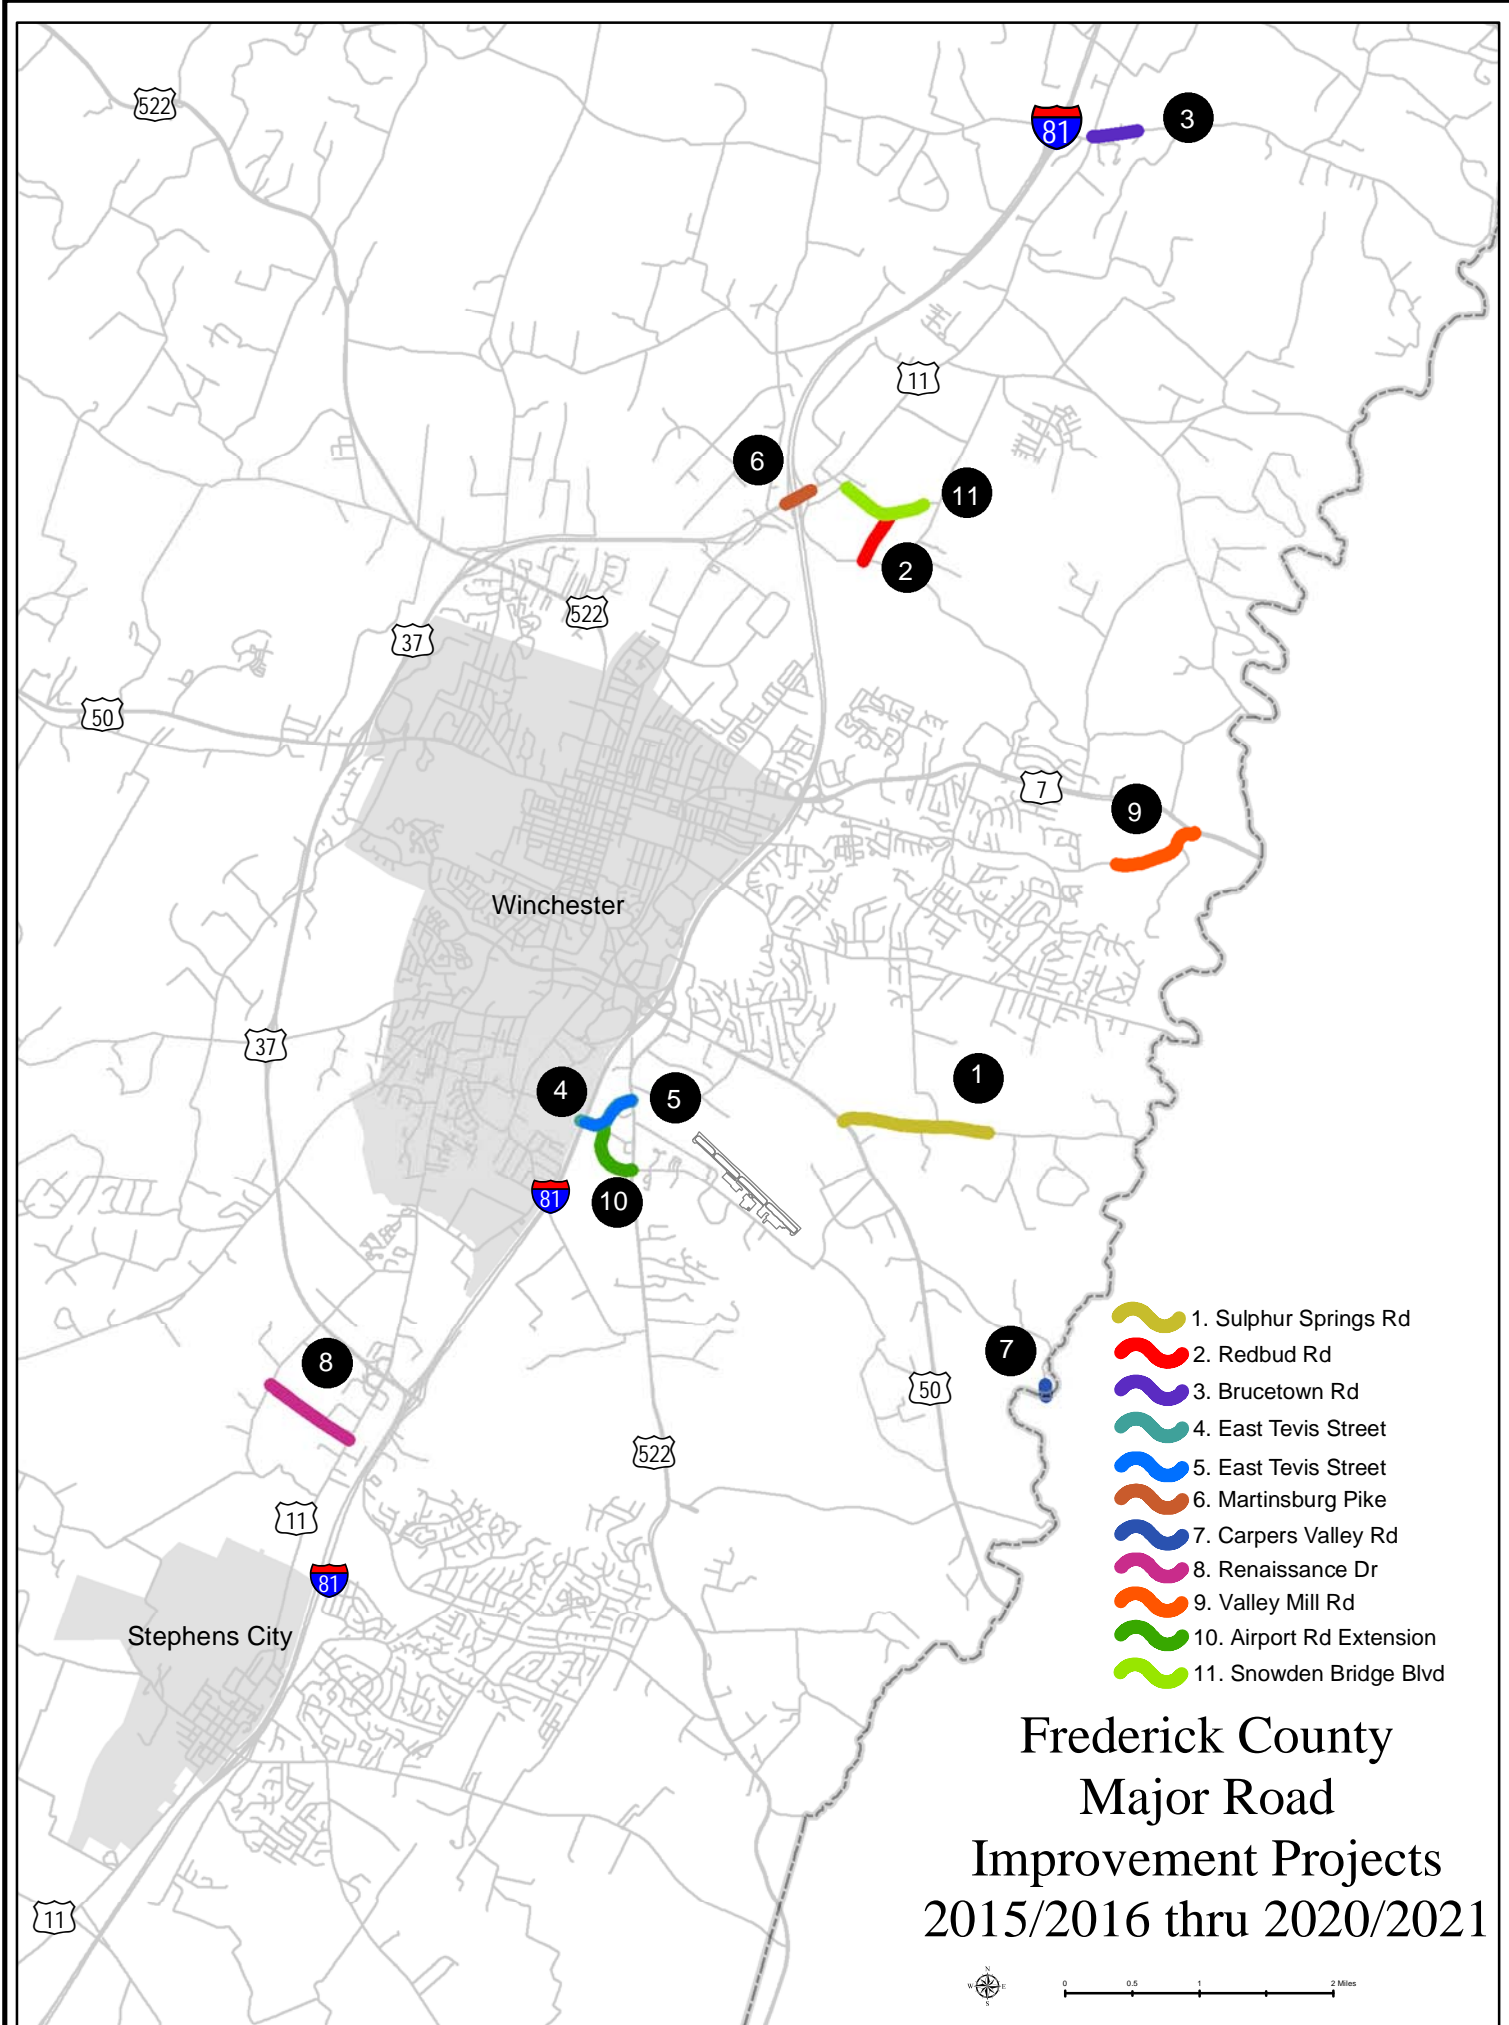 522
81
3
11
6
11
2
522
37
50
7
9
Winchester
37
1
4
5
81
10
7
8
50
522
11
81
Stephens City
11
1. Sulphur Springs Rd
2. Redbud Rd
3. Brucetown Rd
4. East Tevis Street
5. East Tevis Street
6. Martinsburg Pike
7. Carpers Valley Rd
8. Renaissance Dr
9. Valley Mill Rd
10. Airport Rd Extension
11. Snowden Bridge Blvd
Frederick County
Major Road
Improvement Projects
2015/2016 thru 2020/2021
N
W E
S
0 0.5 1 2 Miles